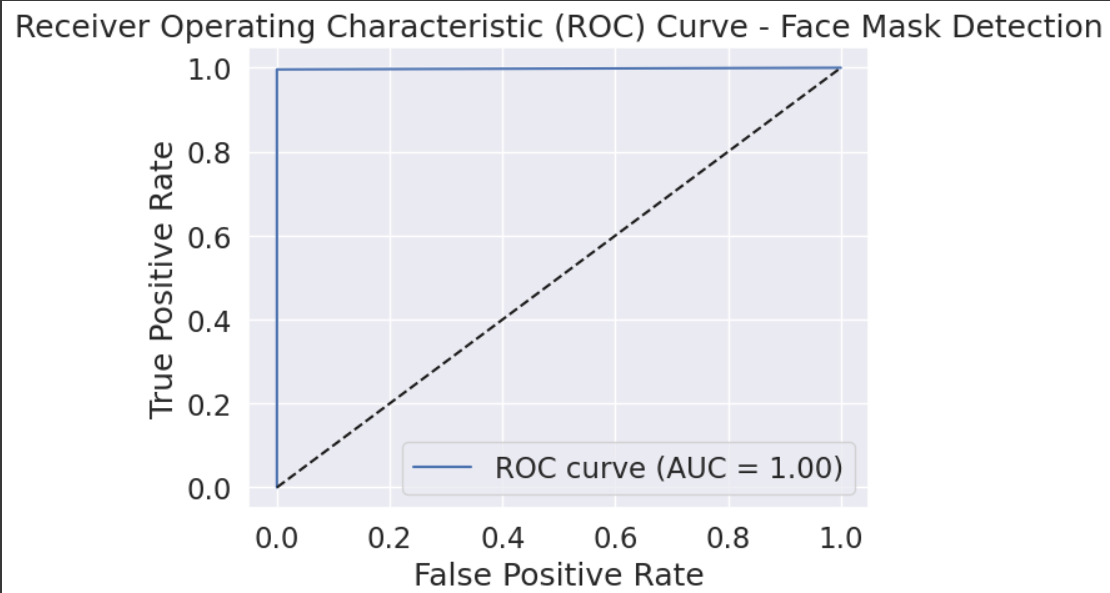 Receiver Operating Characteristic (ROC) Curve - Face Mask Detection
1.0
0.8
0.6
0.4
0.2
0.0
True Positive Rate
ROC curve (AUC = 1.00)
0.0 0.2 0.4 0.6 0.8 1.0
False Positive Rate